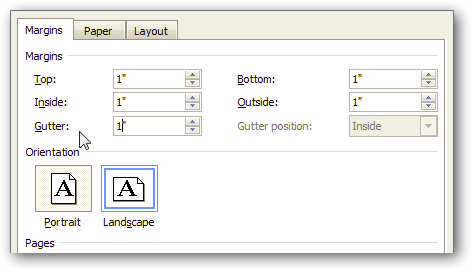 Margins Paper Layout
Margins
Top: 1" Bottom: 1"
Inside: 1" Outside: 1"
Gutter: 1" Gutter position: Inside
Orientation
A A
Portrait Landscape
Pages